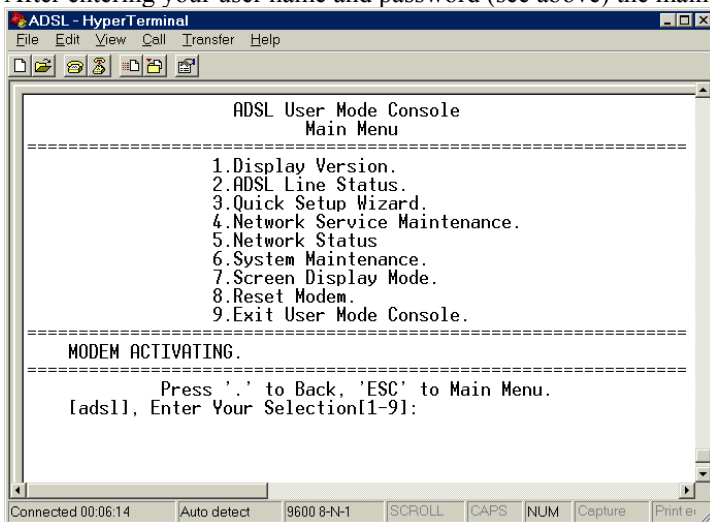 After entering your user name and password (see above) the main
ADSL - HyperTerminal
File Edit View Call Transfer Help
ADSL User Mode Console
Main Menu
================================================================
1.Display Version.
2.ADSL Line Status.
3.Quick Setup Wizard.
4.Network Service Maintenance.
5.Network Status
6.System Maintenance.
7.Screen Display Mode.
8.Reset Modem.
9.Exit User Mode Console.
================================================================
MODEM ACTIVATING.
================================================================
Press '.' to Back, 'ESC' to Main Menu.
[adsl], Enter Your Selection[1-9]:
Connected 00:06:14 Auto detect 9600 8-N-1 SCROLL CAPS NUM Capture Print